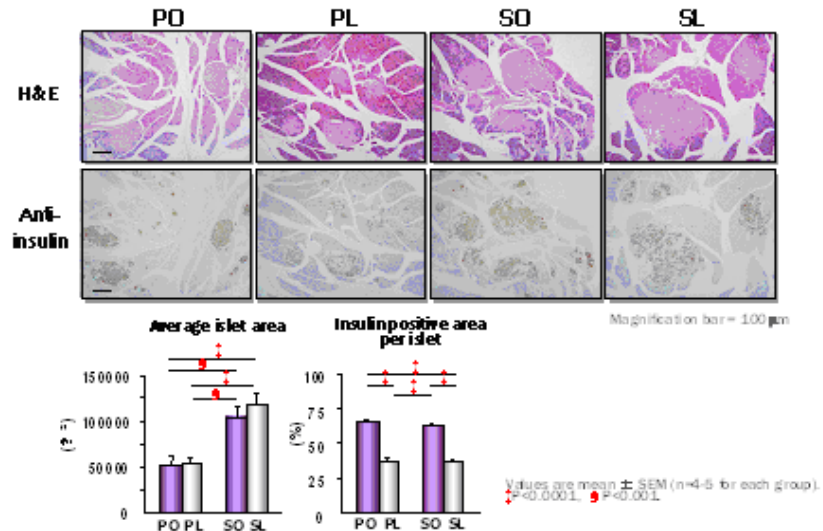 PO PL SO SL
H&E
Anti-
insulin
Magnification bar = 100 μm
Average islet area
150000
100000
50000
0
PO PL SO SL
Insulin positive area
per islet
(%)
100
75
50
25
0
PO PL SO SL
Values are mean ± SEM (n=4-5 for each group).
‡P<0.0001, § P<0.001.